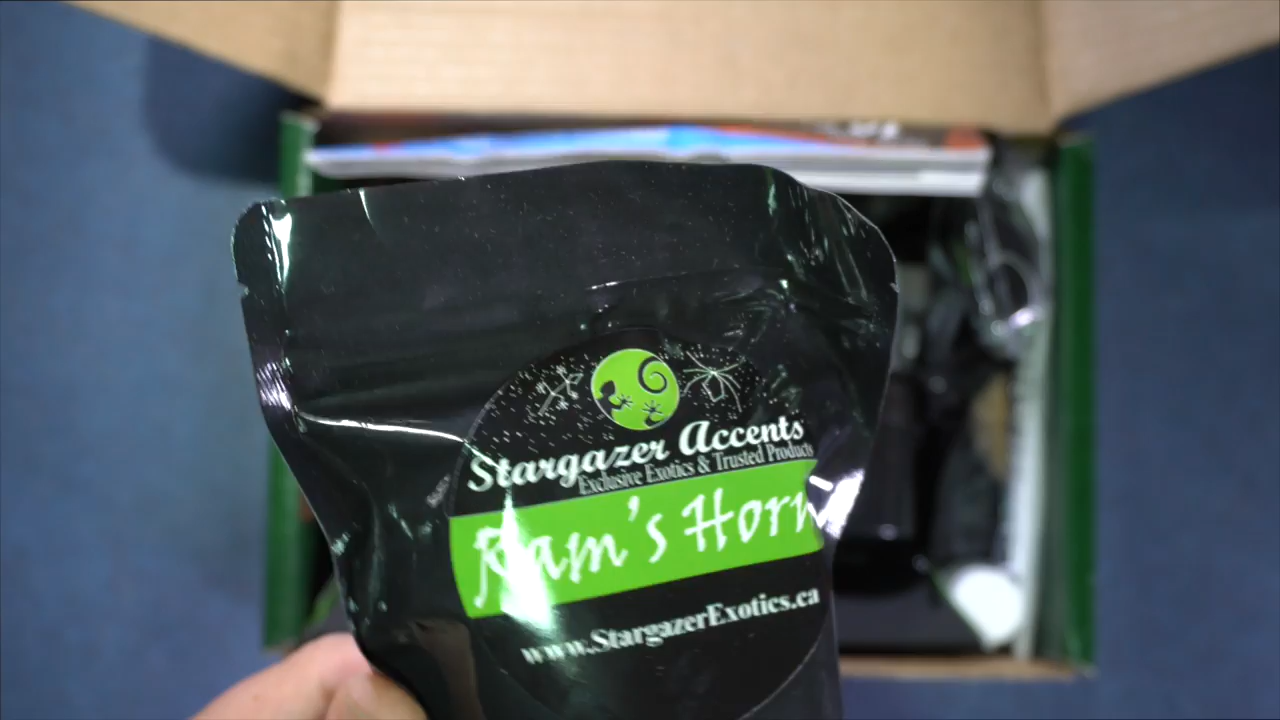 Stargazer Accents
Exclusive Exotics & Trusted Products
Ram's Horn
www.StargazerExotics.ca